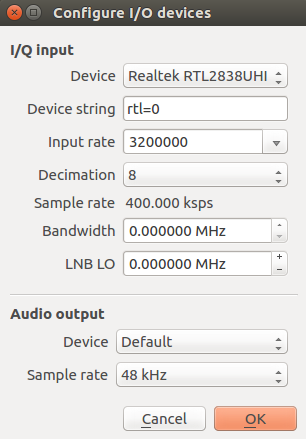 Configure I/O devices
I/Q input
Device Realtek RTL2838UHI
Device string rtl=0
Input rate 3200000
Decimation 8
Sample rate 400.000 ksps
Bandwidth 0.000000 MHz
LNB LO 0.000000 MHz
Audio output
Device Default
Sample rate 48 kHz
Cancel OK